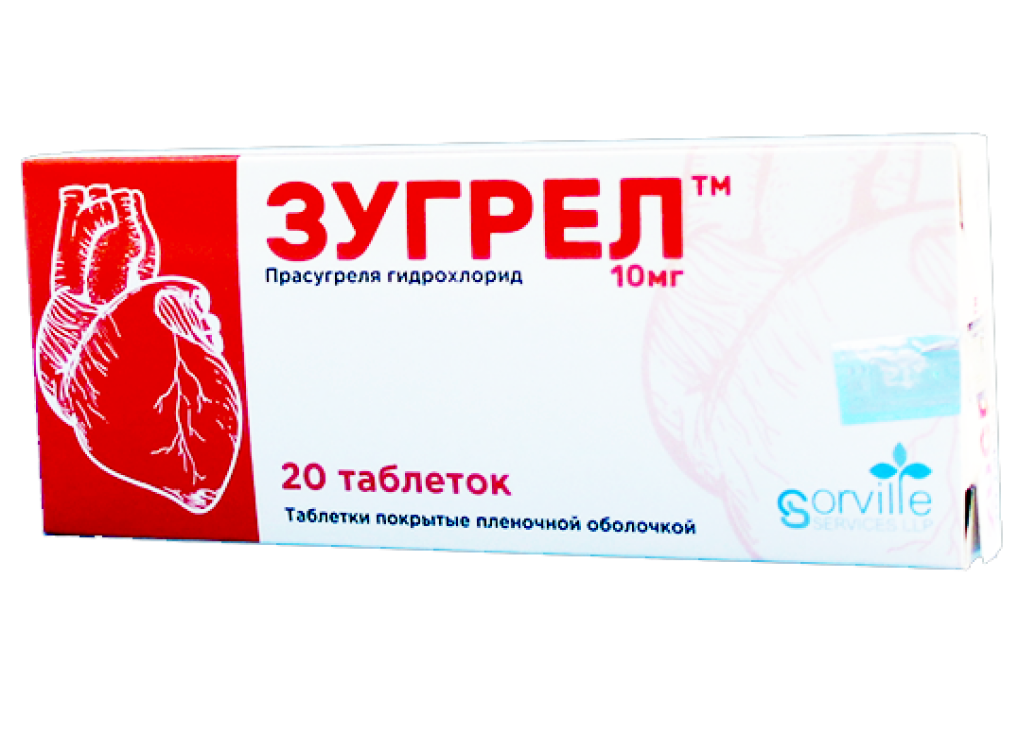 ЗУГРЕЛ™
Прасугреля гидрохлорид
10мг
20 таблеток
Таблетки покрытые пленочной оболочкой
Sorville
SERVICES LLP